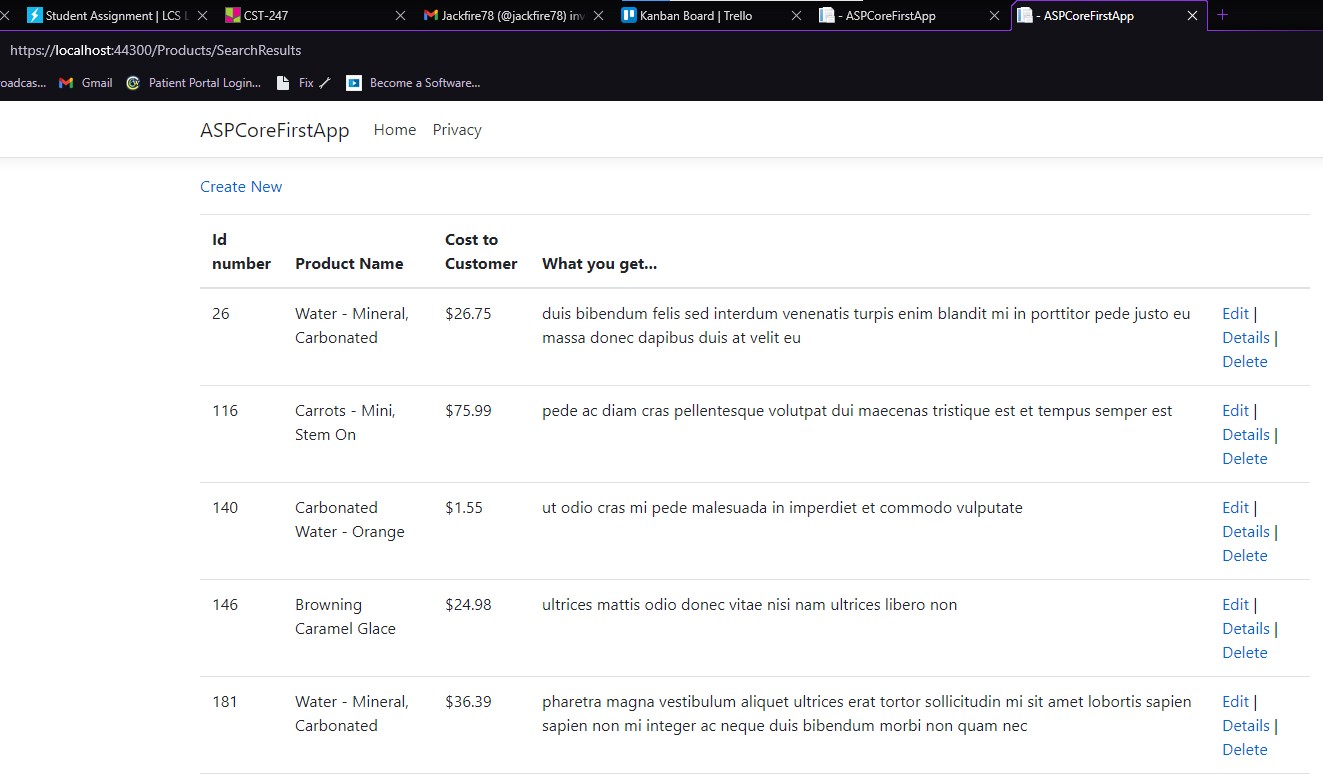 Student Assignment | LCS L
CST-247
Jackfire78 (@jackfire78) inv
Kanban Board | Trello
- ASPCoreFirstApp
- ASPCoreFirstApp
https://localhost:44300/Products/SearchResults
oadcas...
Gmail
Patient Portal Login...
Fix
Become a Software...
ASPCoreFirstApp Home Privacy
Create New
Id
number
Product Name
Cost to
Customer
What you get...
26
Water - Mineral,
Carbonated
$26.75
duis bibendum felis sed interdum venenatis turpis enim blandit mi in porttitor pede justo eu
massa donec dapibus duis at velit eu
Edit |
Details |
Delete
116
Carrots - Mini,
Stem On
$75.99
pede ac diam cras pellentesque volutpat dui maecenas tristique est et tempus semper est
Edit |
Details |
Delete
140
Carbonated
Water - Orange
$1.55
ut odio cras mi pede malesuada in imperdiet et commodo vulputate
Edit |
Details |
Delete
146
Browning
Caramel Glace
$24.98
ultrices mattis odio donec vitae nisi nam ultrices libero non
Edit |
Details |
Delete
181
Water - Mineral,
Carbonated
$36.39
pharetra magna vestibulum aliquet ultrices erat tortor sollicitudin mi sit amet lobortis sapien
sapien non mi integer ac neque duis bibendum morbi non quam nec
Edit |
Details |
Delete